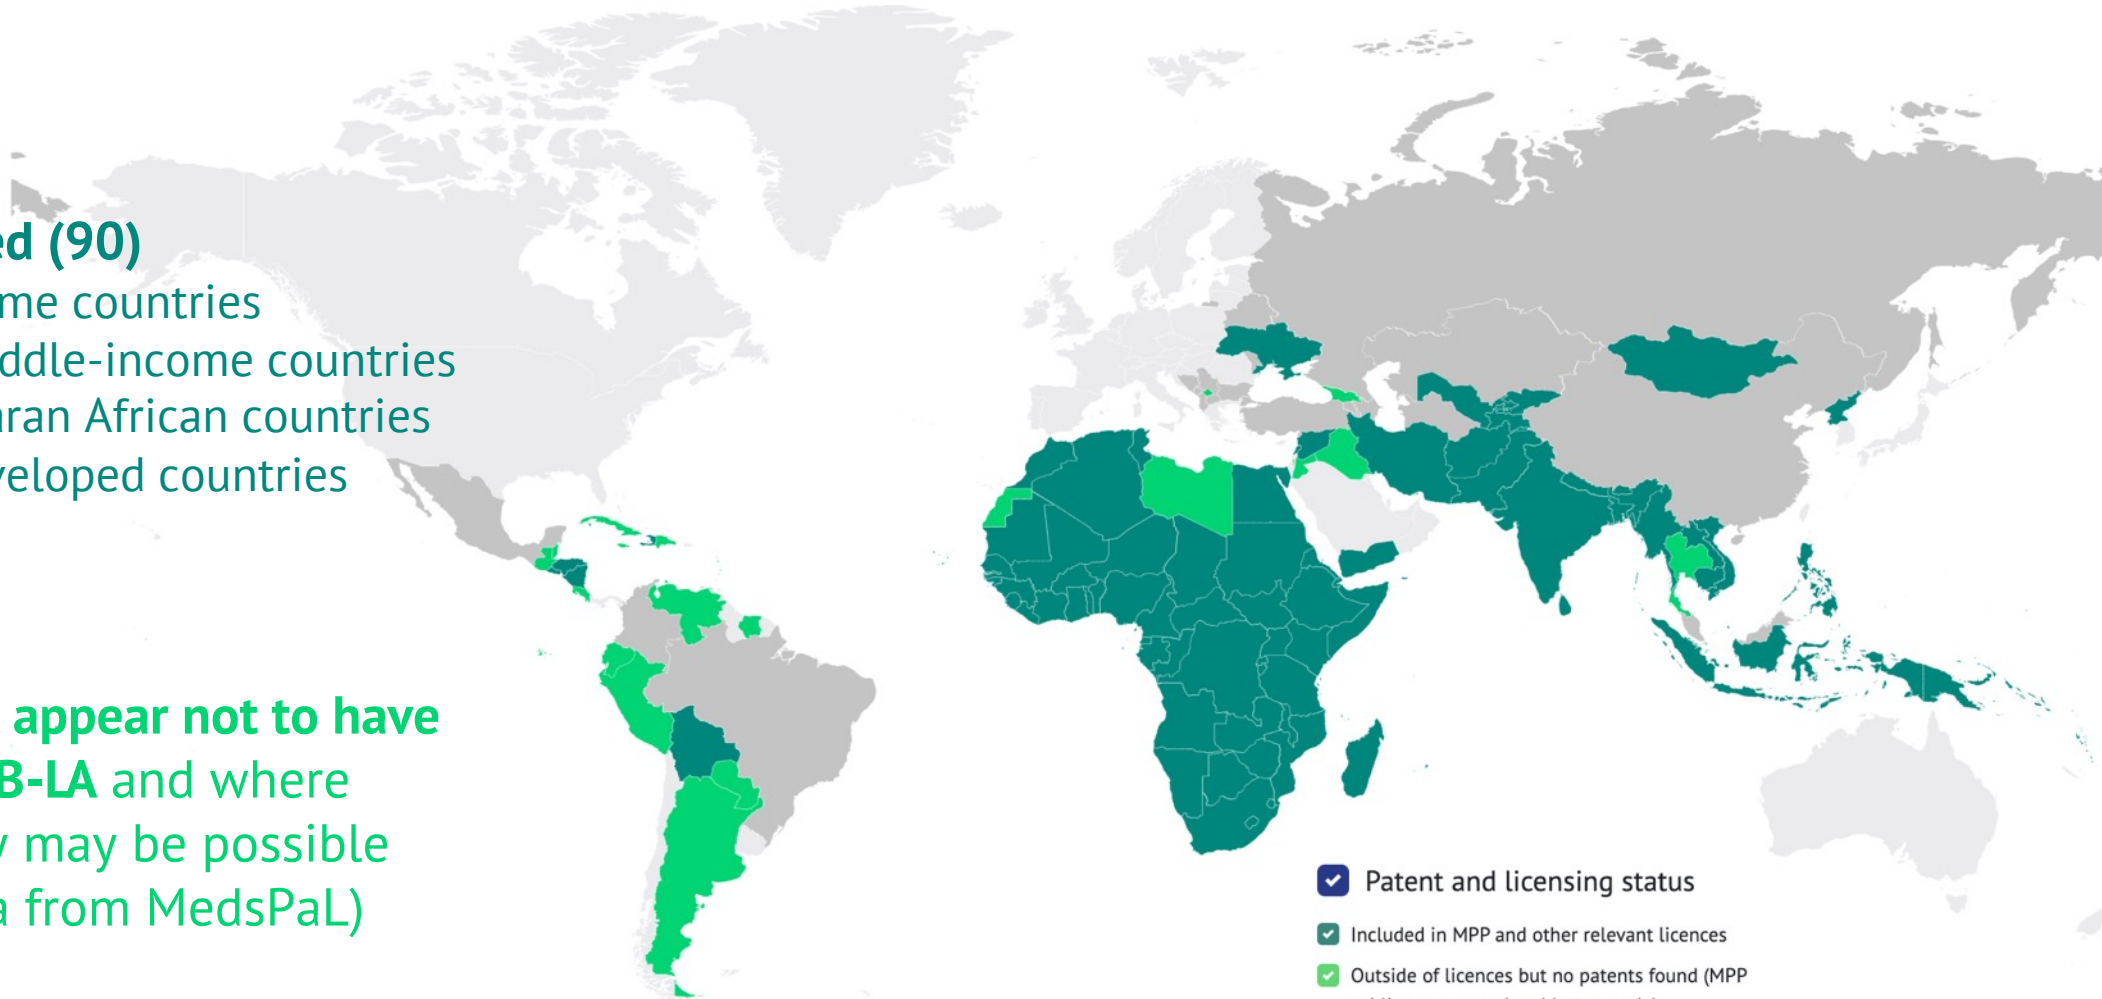 ed (90)
me countries
ddle-income countries
aran African countries
veloped countries
appear not to have
B-LA and where
y may be possible
a from MedsPaL)
Patent and licensing status
Included in MPP and other relevant licences
Outside of licences but no patents found (MPP